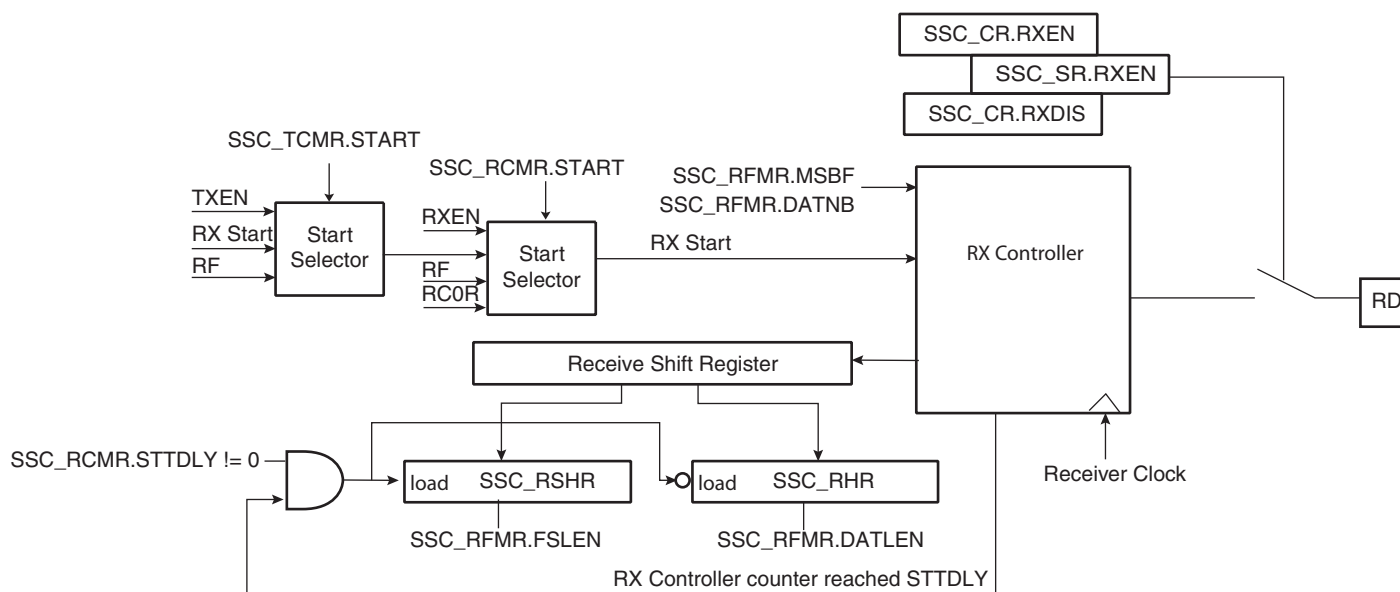 SSC_CR.RXEN
SSC_SR.RXEN
SSC_CR.RXDIS
SSC_TCMR.START
SSC_RCMR.START
SSC_RFMR.MSBF
SSC_RFMR.DATNB
TXEN
RX Start
RF
Start
Selector
RXEN
RF
RC0R
Start
Selector
RX Start
RX Controller
RD
Receive Shift Register
SSC_RCMR.STTDLY != 0
load
SSC_RSHR
load
SSC_RHR
Receiver Clock
SSC_RFMR.FSLEN
SSC_RFMR.DATLEN
RX Controller counter reached STTDLY